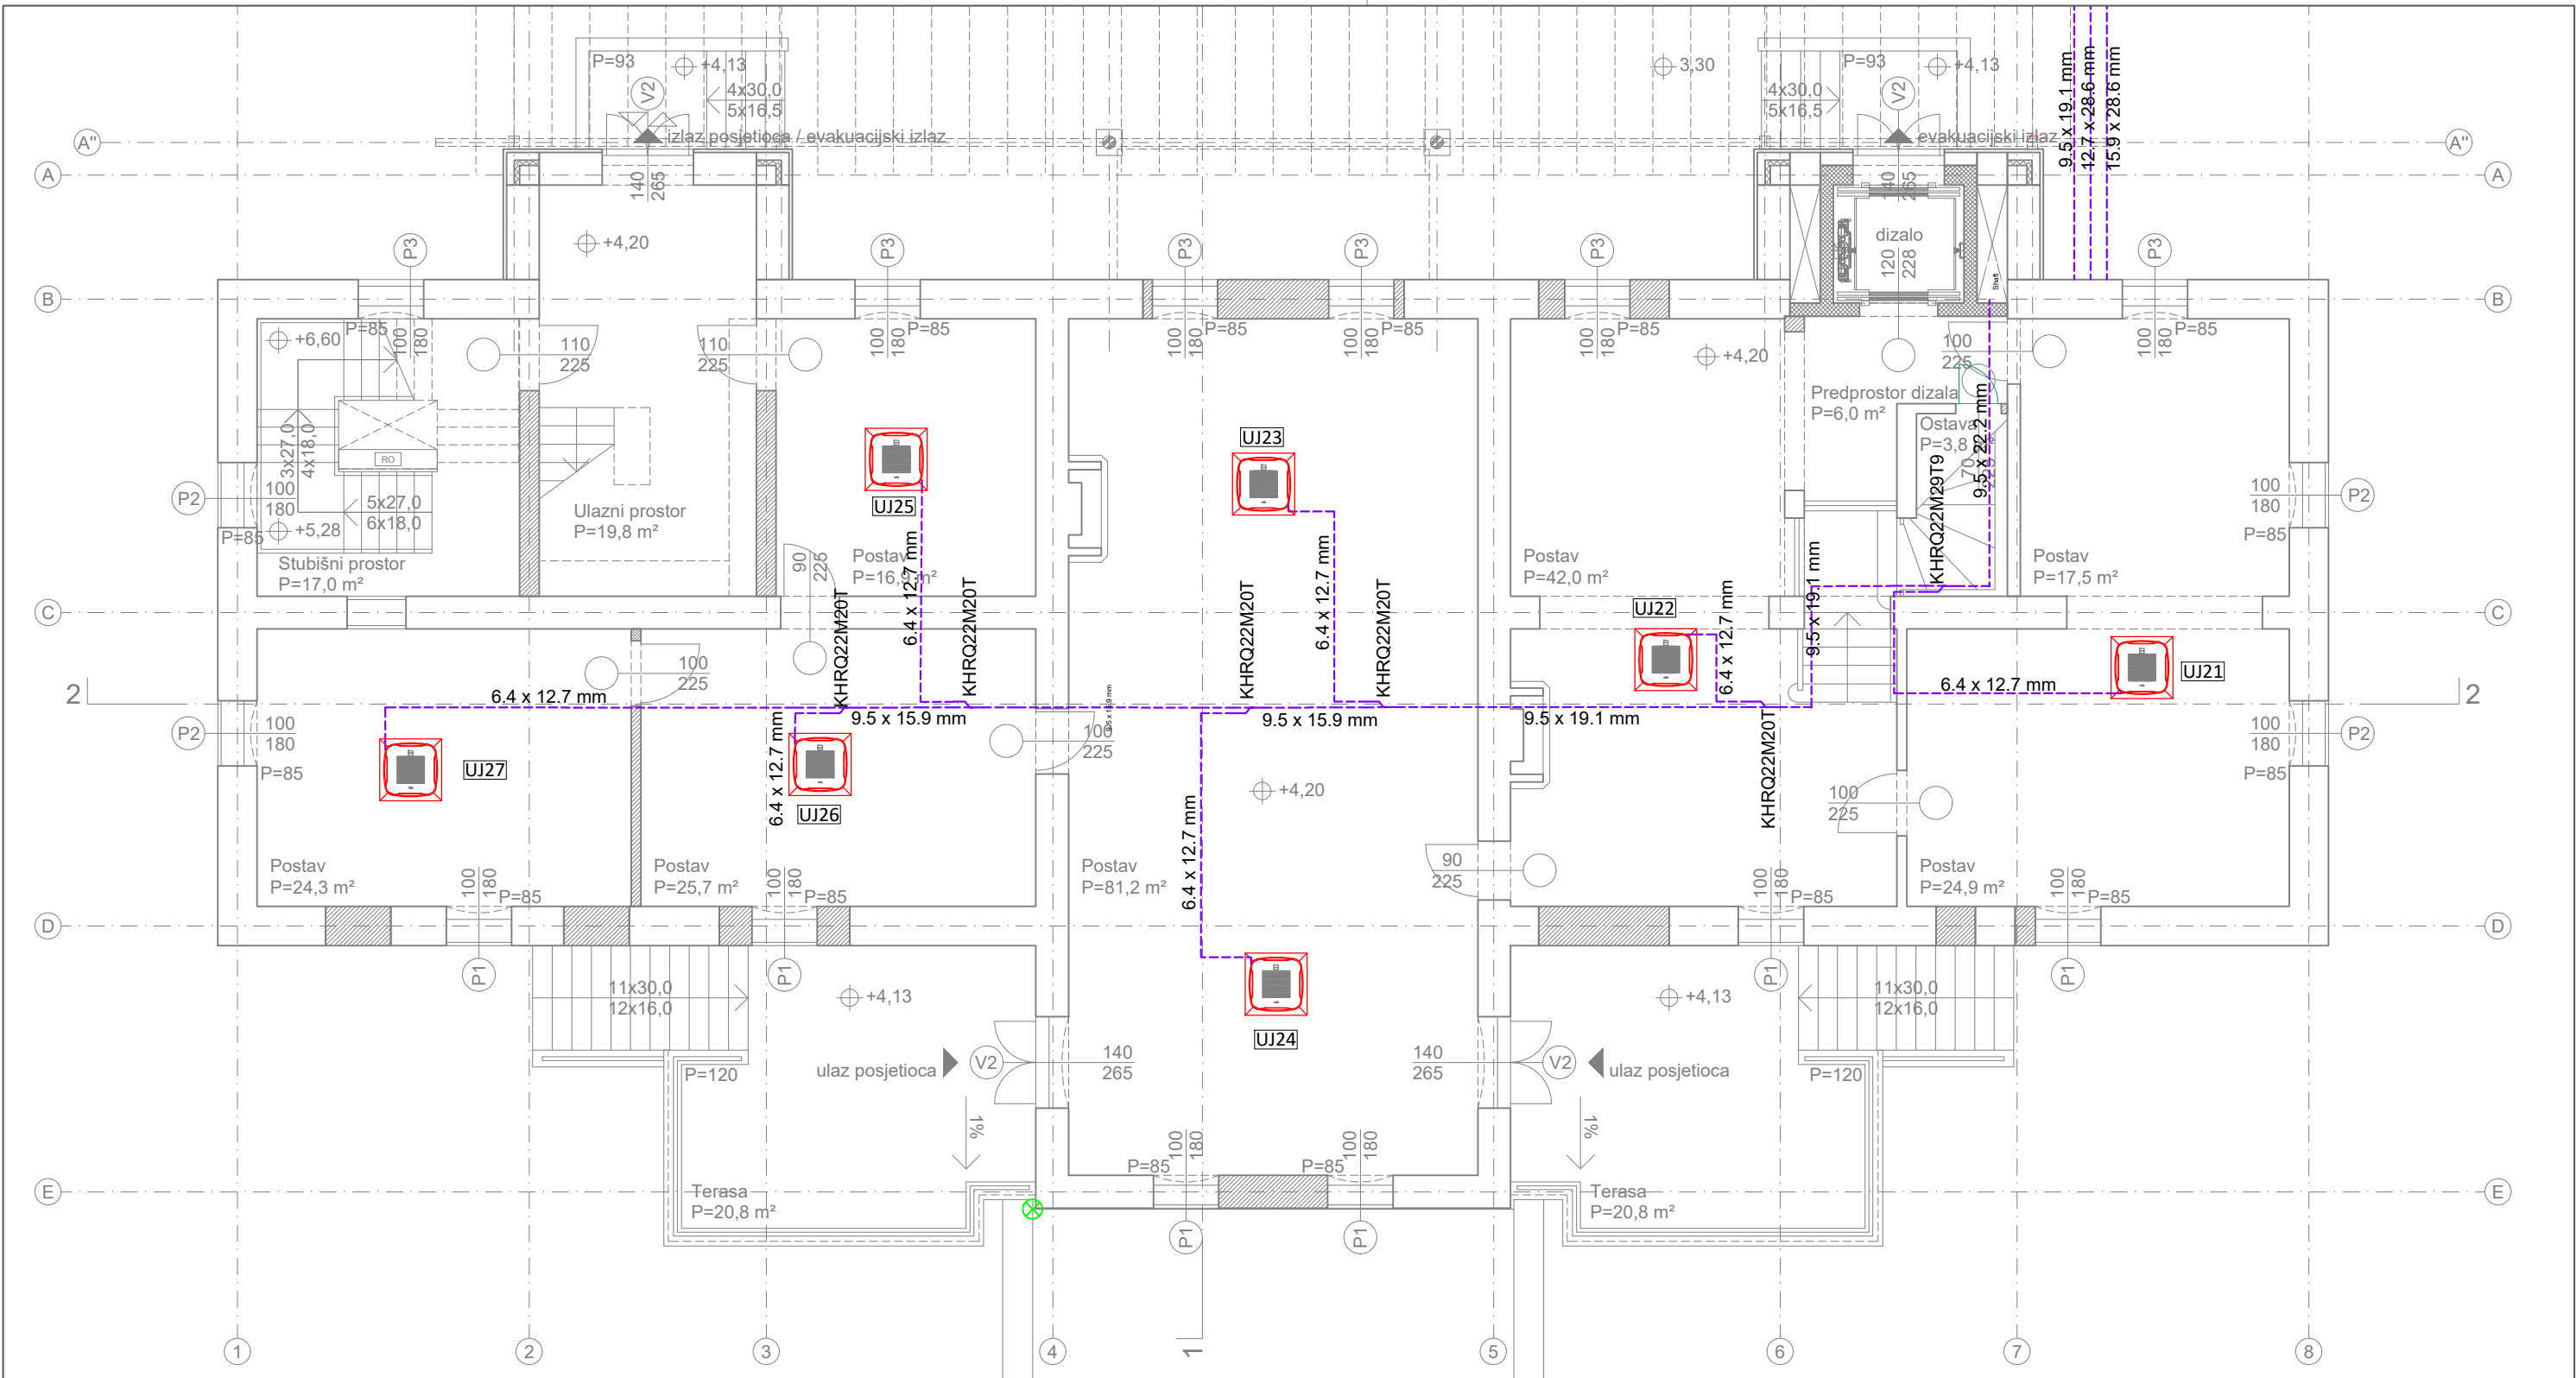 P=93
+4,13
V2
4x30,0
5x16,5
izlaz posjetioca / evakuacijski izlaz
3,30
P=93
+4,13
V2
4x30,0
5x16,5
evakuacijski izlaz
9.5 x 19.1 mm
12.7 x 28.6 mm
15.9 x 28.6 mm
A"
A"
A
A
140
265
140
265
+4,20
dizalo
120
228
Shaft
P3
P3
P3
P3
P3
P3
B
B
P=85
100
180
P=85
100
180
P=85
100
180
P=85
100
180
P=85
100
180
P=85
100
180
+6,60
110
225
110
225
+4,20
100
225
Predprostor dizala
P=6,0 m²
Ostava
P=3,8
70
9.5 x 22.2 mm
KHRQ22M29T9
3x27,0
4x18,0
RO
5x27,0
6x18,0
+5,28
P2
100
180
P=85
Stubišni prostor
P=17,0 m²
Ulazni prostor
P=19,8 m²
UJ25
UJ23
90
225
Postav
P=16,9 m²
Postav
P=42,0 m²
Postav
P=17,5 m²
100
180
P2
P=85
6.4 x 12.7 mm
6.4 x 12.7 mm
6.4 x 12.7 mm
9.5 x 19.1 mm
KHRQ22M20T
KHRQ22M20T
KHRQ22M20T
KHRQ22M20T
KHRQ22M20T
C
C
UJ22
UJ21
100
225
2
2
6.4 x 12.7 mm
9.5 x 15.9 mm
9.5 x 15.9 mm
9.5 x 15.9 mm
9.5 x 19.1 mm
6.4 x 12.7 mm
P2
100
180
P=85
UJ27
6.4 x 12.7 mm
UJ26
100
225
+4,20
6.4 x 12.7 mm
100
225
100
180
P2
P=85
Postav
P=24,3 m²
Postav
P=25,7 m²
Postav
P=81,2 m²
90
225
Postav
P=24,9 m²
100
180
P=85
100
180
P=85
100
180
P=85
100
180
P=85
D
D
P1
P1
P1
P1
11x30,0
12x16,0
+4,13
+4,13
11x30,0
12x16,0
UJ24
P=120
ulaz posjetioca
V2
140
265
140
265
V2
ulaz posjetioca
P=120
1%
1%
P=85
100
180
P=85
100
180
E
E
Terasa
P=20,8 m²
Terasa
P=20,8 m²
P1
P1
1
2
3
4
1
5
6
7
8